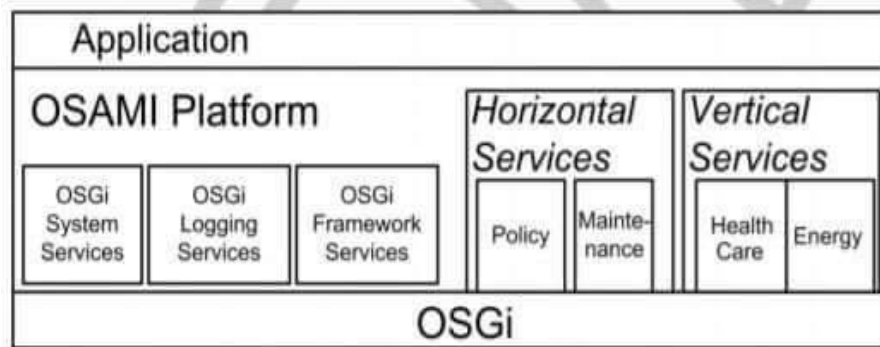 Application
OSAMI Platform
Horizontal
Services
Vertical
Services
OSGi
System
Services
OSGi
Logging
Services
OSGi
Framework
Services
Policy
Mainte-
nance
Health
Care
Energy
OSGi